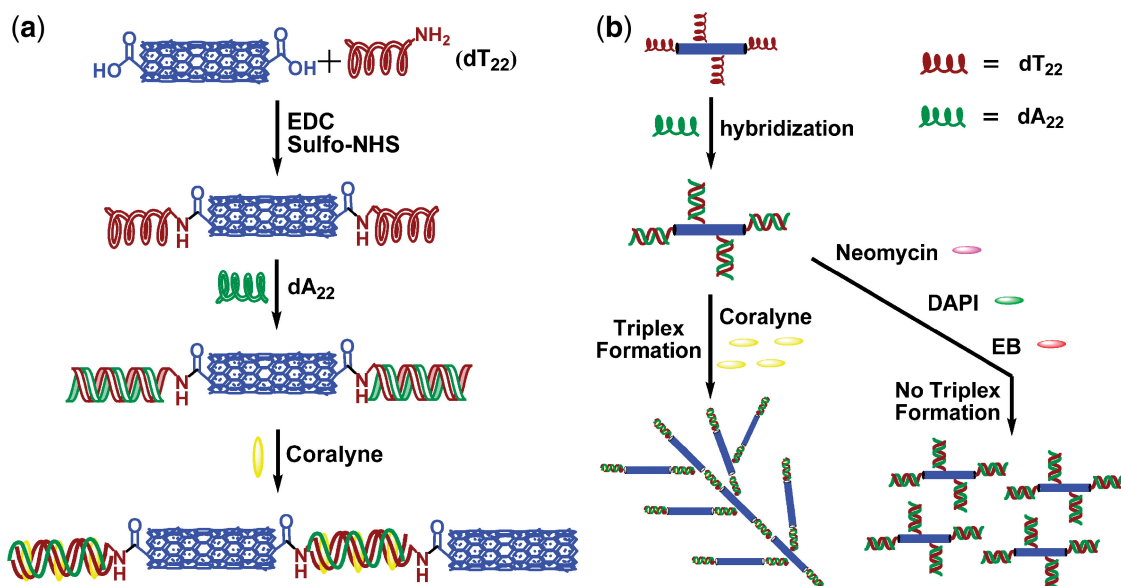 (a)
O
HO
O
OH
+
NH2
(dT22)
EDC
Sulfo-NHS
O
N
H
O
N
H
dA22
O
N
H
O
N
H
Coralyne
O
N
H
O
N
H
O
N
H
(b)
= dT22
= dA22
hybridization
Neomycin
DAPI
EB
Triplex
Formation
Coralyne
No Triplex
Formation